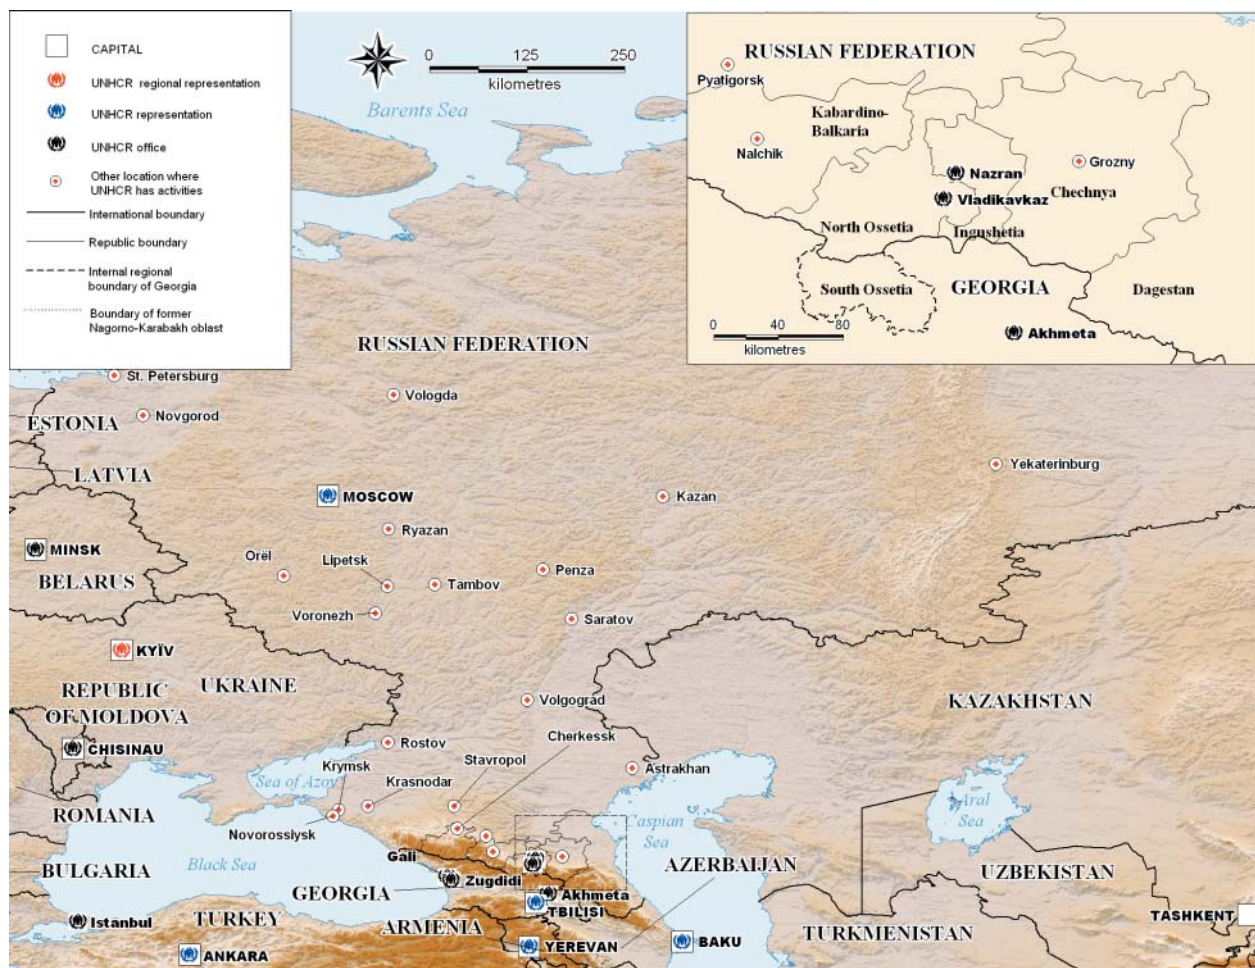 CAPITAL
UNHCR regional representation
UNHCR representation
UNHCR office
Other location where
UNHCR has activities
International boundary
Republic boundary
Internal regional
boundary of Georgia
Boundary of former
Nagorno-Karabakh oblast
0 125 250
kilometres
Barents Sea
RUSSIAN FEDERATION
Pyatigorsk
Kabardino-
Balkaria
Nalchik
Grozny
Nazran
Chechnya
Vladikavkaz
North Ossetia
Ingushetia
South Ossetia
GEORGIA
Dagestan
0 40 80
kilometres
Akhmeta
RUSSIAN FEDERATION
St. Petersburg
Vologda
Novgorod
ESTONIA
LATVIA
Yekaterinburg
MOSCOW
Kazan
Ryazan
MINSK
Orël
Lipetsk
Penza
BELARUS
Tambov
Voronezh
Saratov
KYÏV
UKRAINE
REPUBLIC
OF MOLDOVA
Volgograd
KAZAKHSTAN
CHISINAU
Rostov
Cherkessk
Krymsk
Stavropol
Astrakhan
Sea of Azov
Krasnodar
Aral
Sea
ROMANIA
Novorossiysk
Caspian
Sea
Black Sea
Gali
BULGARIA
AZERBAIJAN
UZBEKISTAN
GEORGIA
Zugdidi
Akhmeta
TBILISI
Istanbul
TURKEY
ARMENIA
TASHKENT
TURKMENISTAN
ANKARA
YEREVAN
BAKU